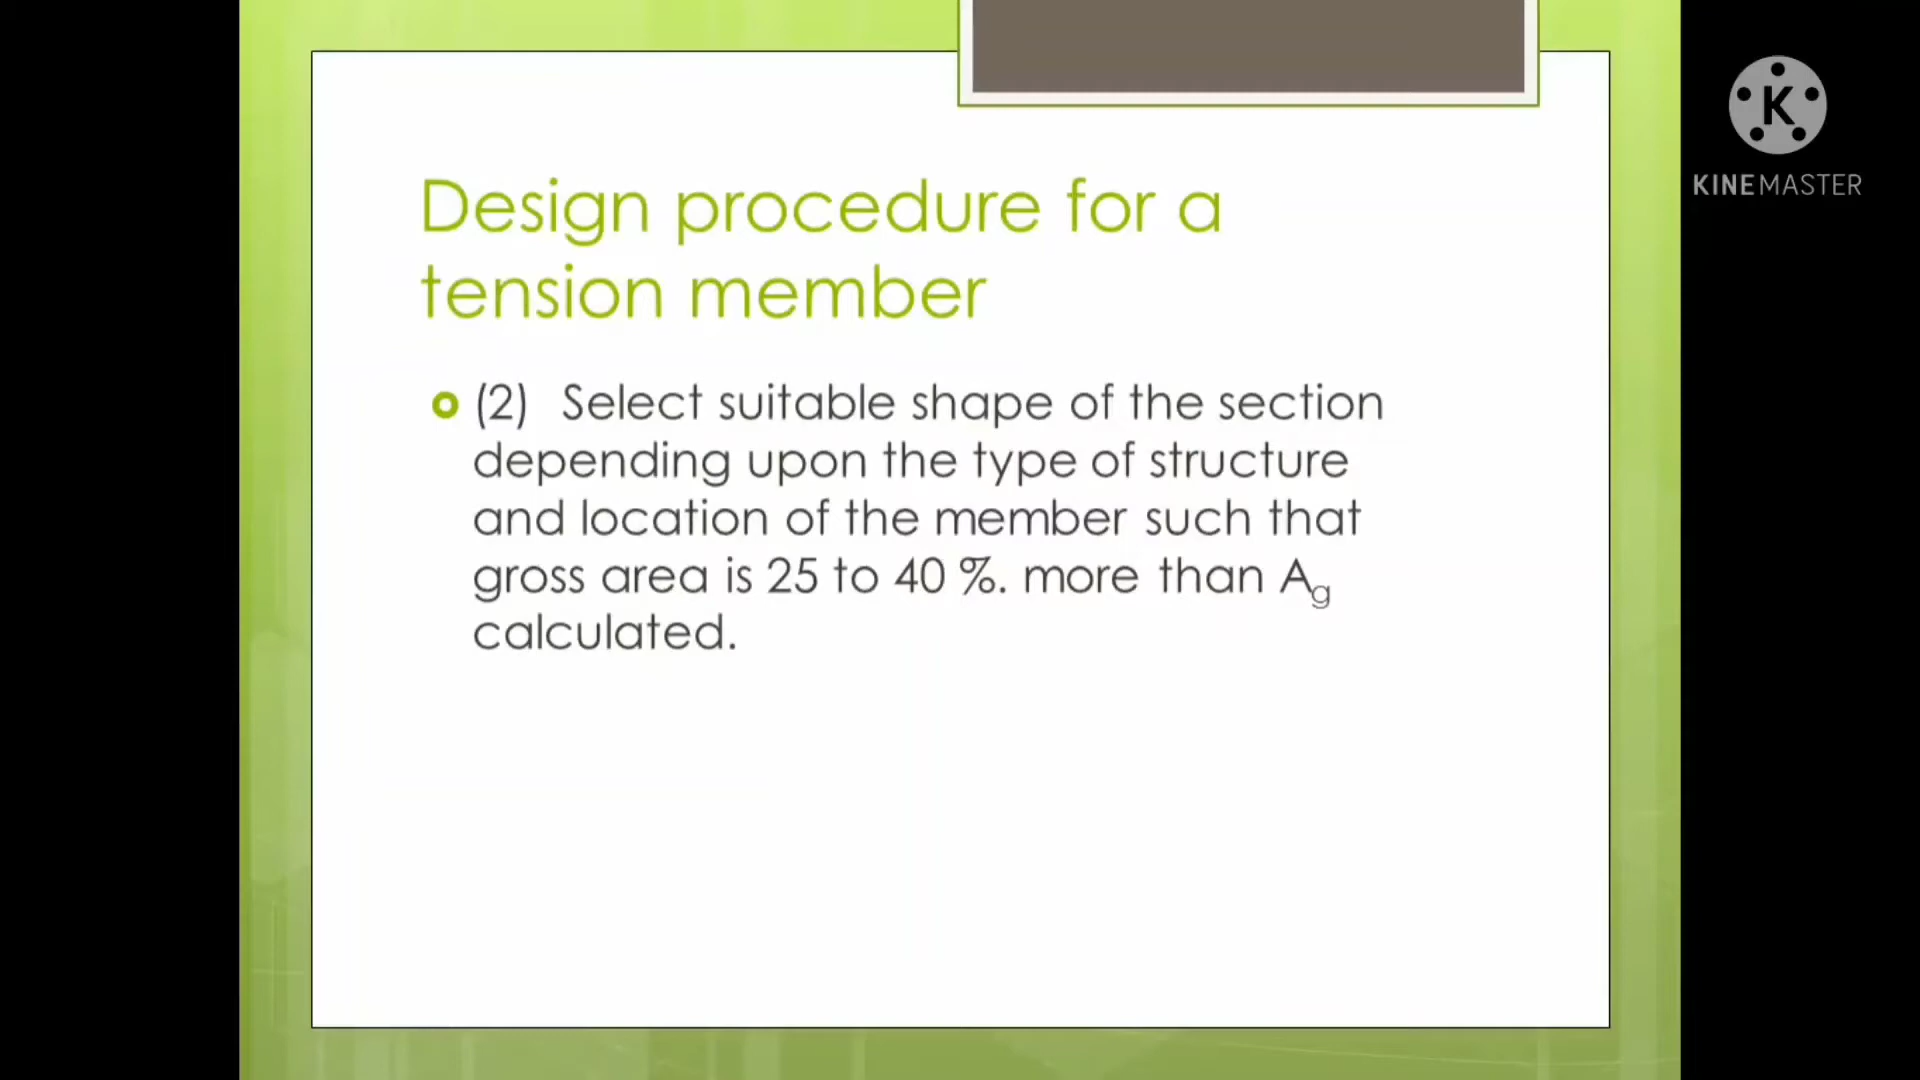 Design procedure for a
tension member
(2) Select suitable shape of the section
depending upon the type of structure
and location of the member such that
gross area is 25 to 40 %. more than Ag
calculated.
K
KINEMASTER